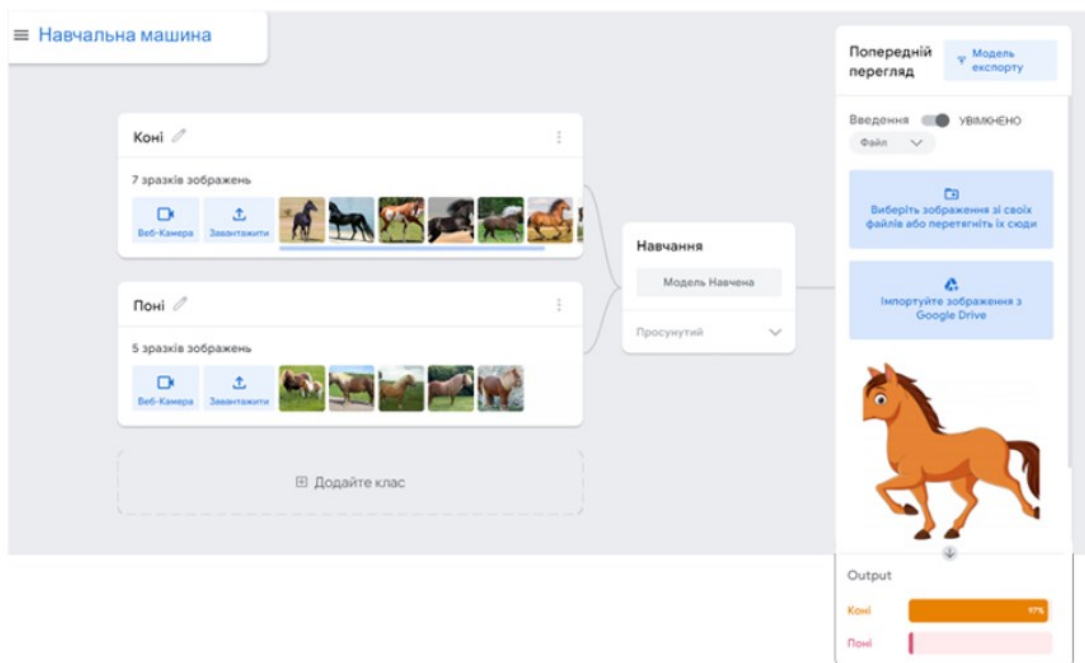 Навчальна машина
Коні
7 зразків зображень
Веб-Камера
Завантажити
Поні
5 зразків зображень
Веб-Камера
Завантажити
Додайте клас
Навчання
Модель Навчена
Просунутий
Попередній
перегляд
Модель
експорту
Введення
УВІМКНЕНО
Файл
Виберіть зображення зі своїх
файлів або перетягніть їх сюди
Імпортуйте зображення з
Google Drive
Output
Коні
97%
Поні